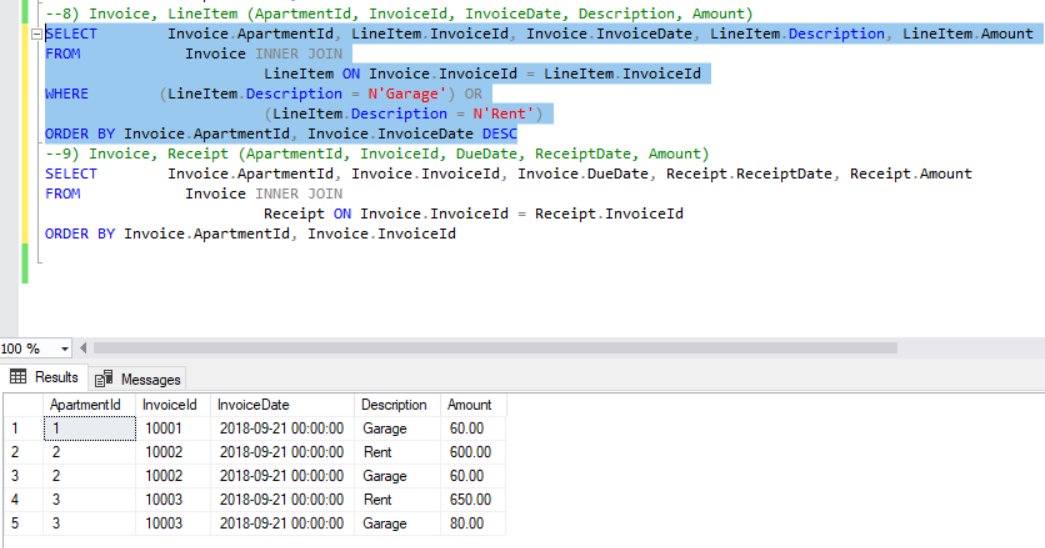 --8) Invoice, LineItem (ApartmentId, InvoiceId, InvoiceDate, Description, Amount)
SELECT Invoice.ApartmentId, LineItem.InvoiceId, Invoice.InvoiceDate, LineItem.Description, LineItem.Amount
FROM Invoice INNER JOIN
LineItem ON Invoice.InvoiceId = LineItem.InvoiceId
WHERE (LineItem.Description = N'Garage') OR
(LineItem.Description = N'Rent')
ORDER BY Invoice.ApartmentId, Invoice.InvoiceDate DESC
--9) Invoice, Receipt (ApartmentId, InvoiceId, DueDate, ReceiptDate, Amount)
SELECT Invoice.ApartmentId, Invoice.InvoiceId, Invoice.DueDate, Receipt.ReceiptDate, Receipt.Amount
FROM Invoice INNER JOIN
Receipt ON Invoice.InvoiceId = Receipt.InvoiceId
ORDER BY Invoice.ApartmentId, Invoice.InvoiceId
100 %
Results Messages
ApartmentId InvoiceId InvoiceDate Description Amount
1 1 10001 2018-09-21 00:00:00 Garage 60.00
2 2 10002 2018-09-21 00:00:00 Rent 600.00
3 2 10002 2018-09-21 00:00:00 Garage 60.00
4 3 10003 2018-09-21 00:00:00 Rent 650.00
5 3 10003 2018-09-21 00:00:00 Garage 80.00